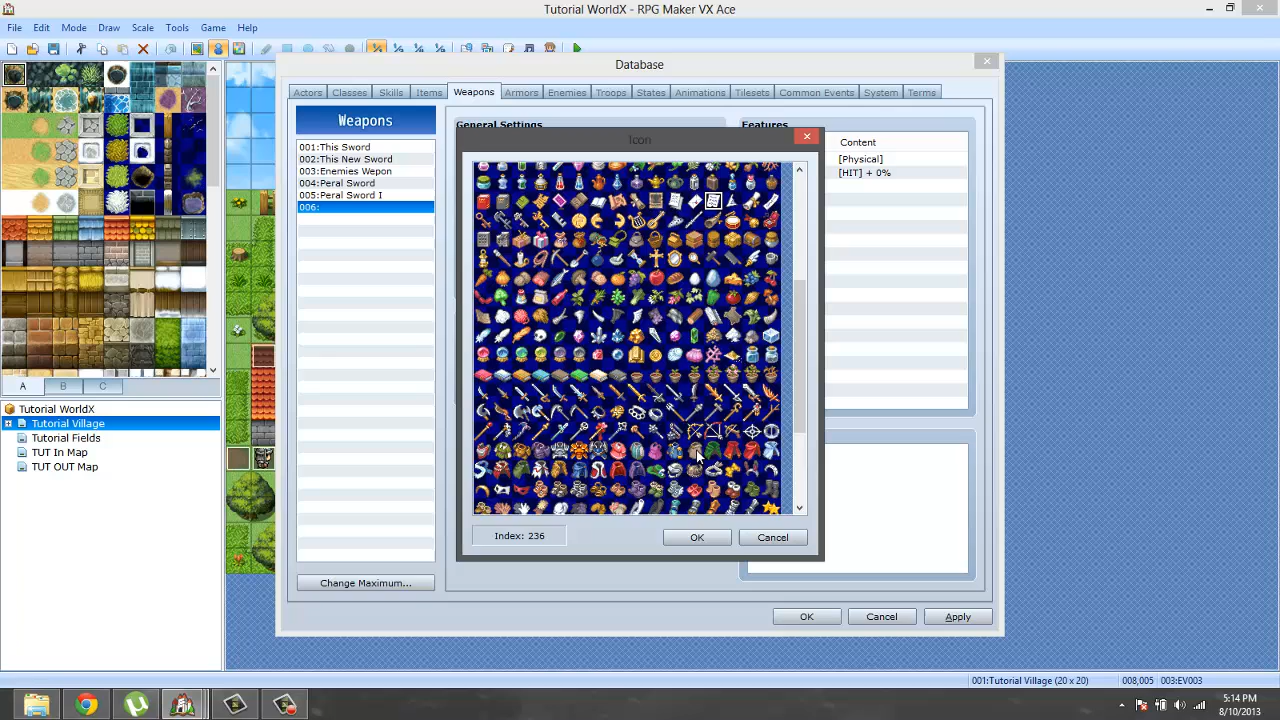 Tutorial WorldX - RPG Maker VX Ace
File Edit Mode Draw Scale Tools Game Help
Database
Actors Classes Skills Items Weapons Armors Enemies Troops States Animations Tilesets Common Events System Terms
Weapons
General Settings
Features
Icon
Content
001:This Sword
[Physical]
002:This New Sword
[HIT] + 0%
003:Enemies Wepon
004:Peral Sword
005:Peral Sword I
006:
A B C
Tutorial WorldX
Tutorial Village
Tutorial Fields
TUT In Map
TUT OUT Map
Index: 236
OK
Cancel
Change Maximum...
OK
Cancel
Apply
001:Tutorial Village (20 x 20)
008,005
003:EV003
5:14 PM
8/10/2013